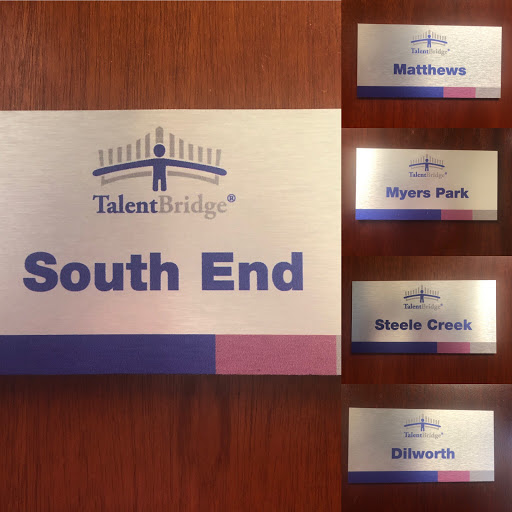 TalentBridge®
South End
TalentBridge®
Matthews
TalentBridge®
Myers Park
TalentBridge®
Steele Creek
TalentBridge®
Dilworth